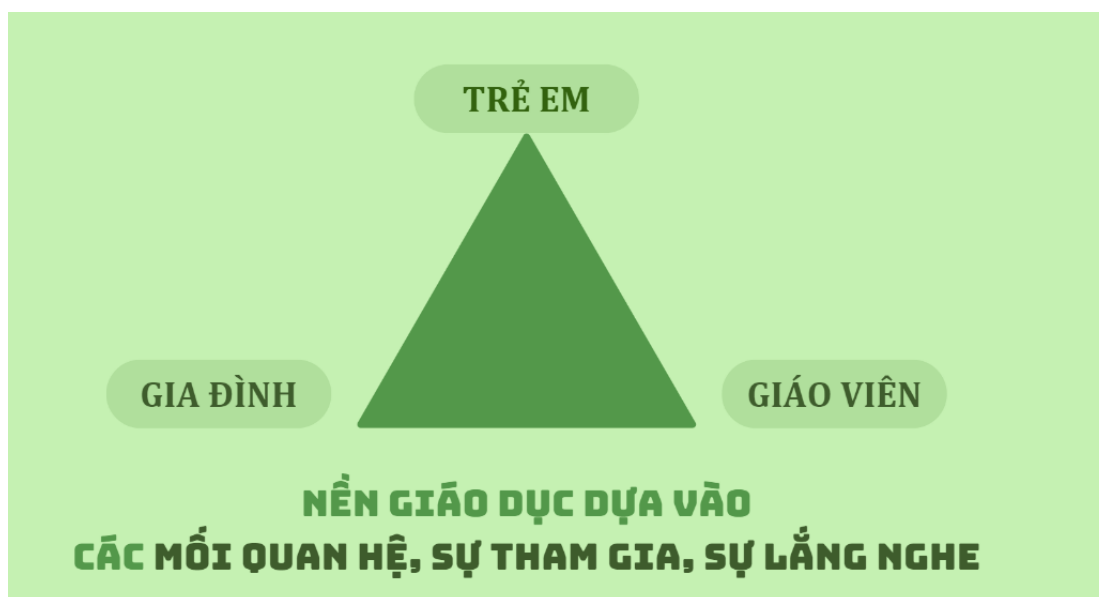 TRẺ EM
GIA ĐÌNH
GIÁO VIÊN
NỀN GIÁO DỤC DỰA VÀO
CÁC MỐI QUAN HỆ, SỰ THAM GIA, SỰ LẮNG NGHE